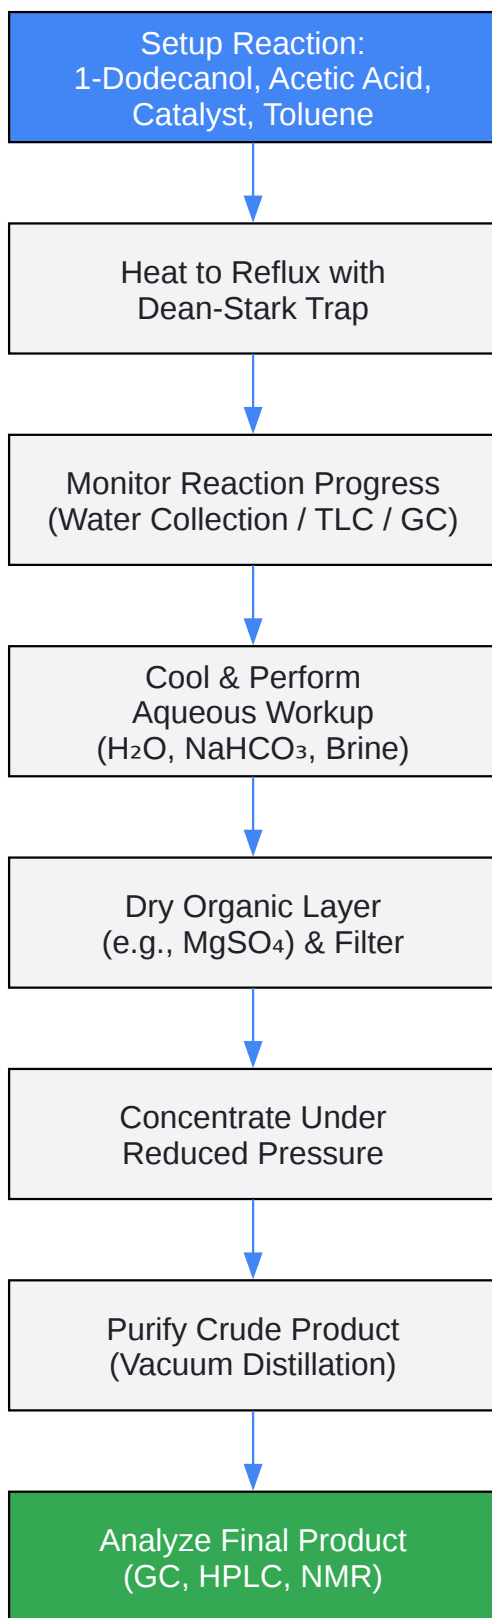 Setup Reaction:
1-Dodecanol, Acetic Acid,
Catalyst, Toluene
Heat to Reflux with
Dean-Stark Trap
Monitor Reaction Progress
(Water Collection / TLC / GC)
Cool & Perform
Aqueous Workup
(H₂O, NaHCO₃, Brine)
Dry Organic Layer
(e.g., MgSO₄) & Filter
Concentrate Under
Reduced Pressure
Purify Crude Product
(Vacuum Distillation)
Analyze Final Product
(GC, HPLC, NMR)